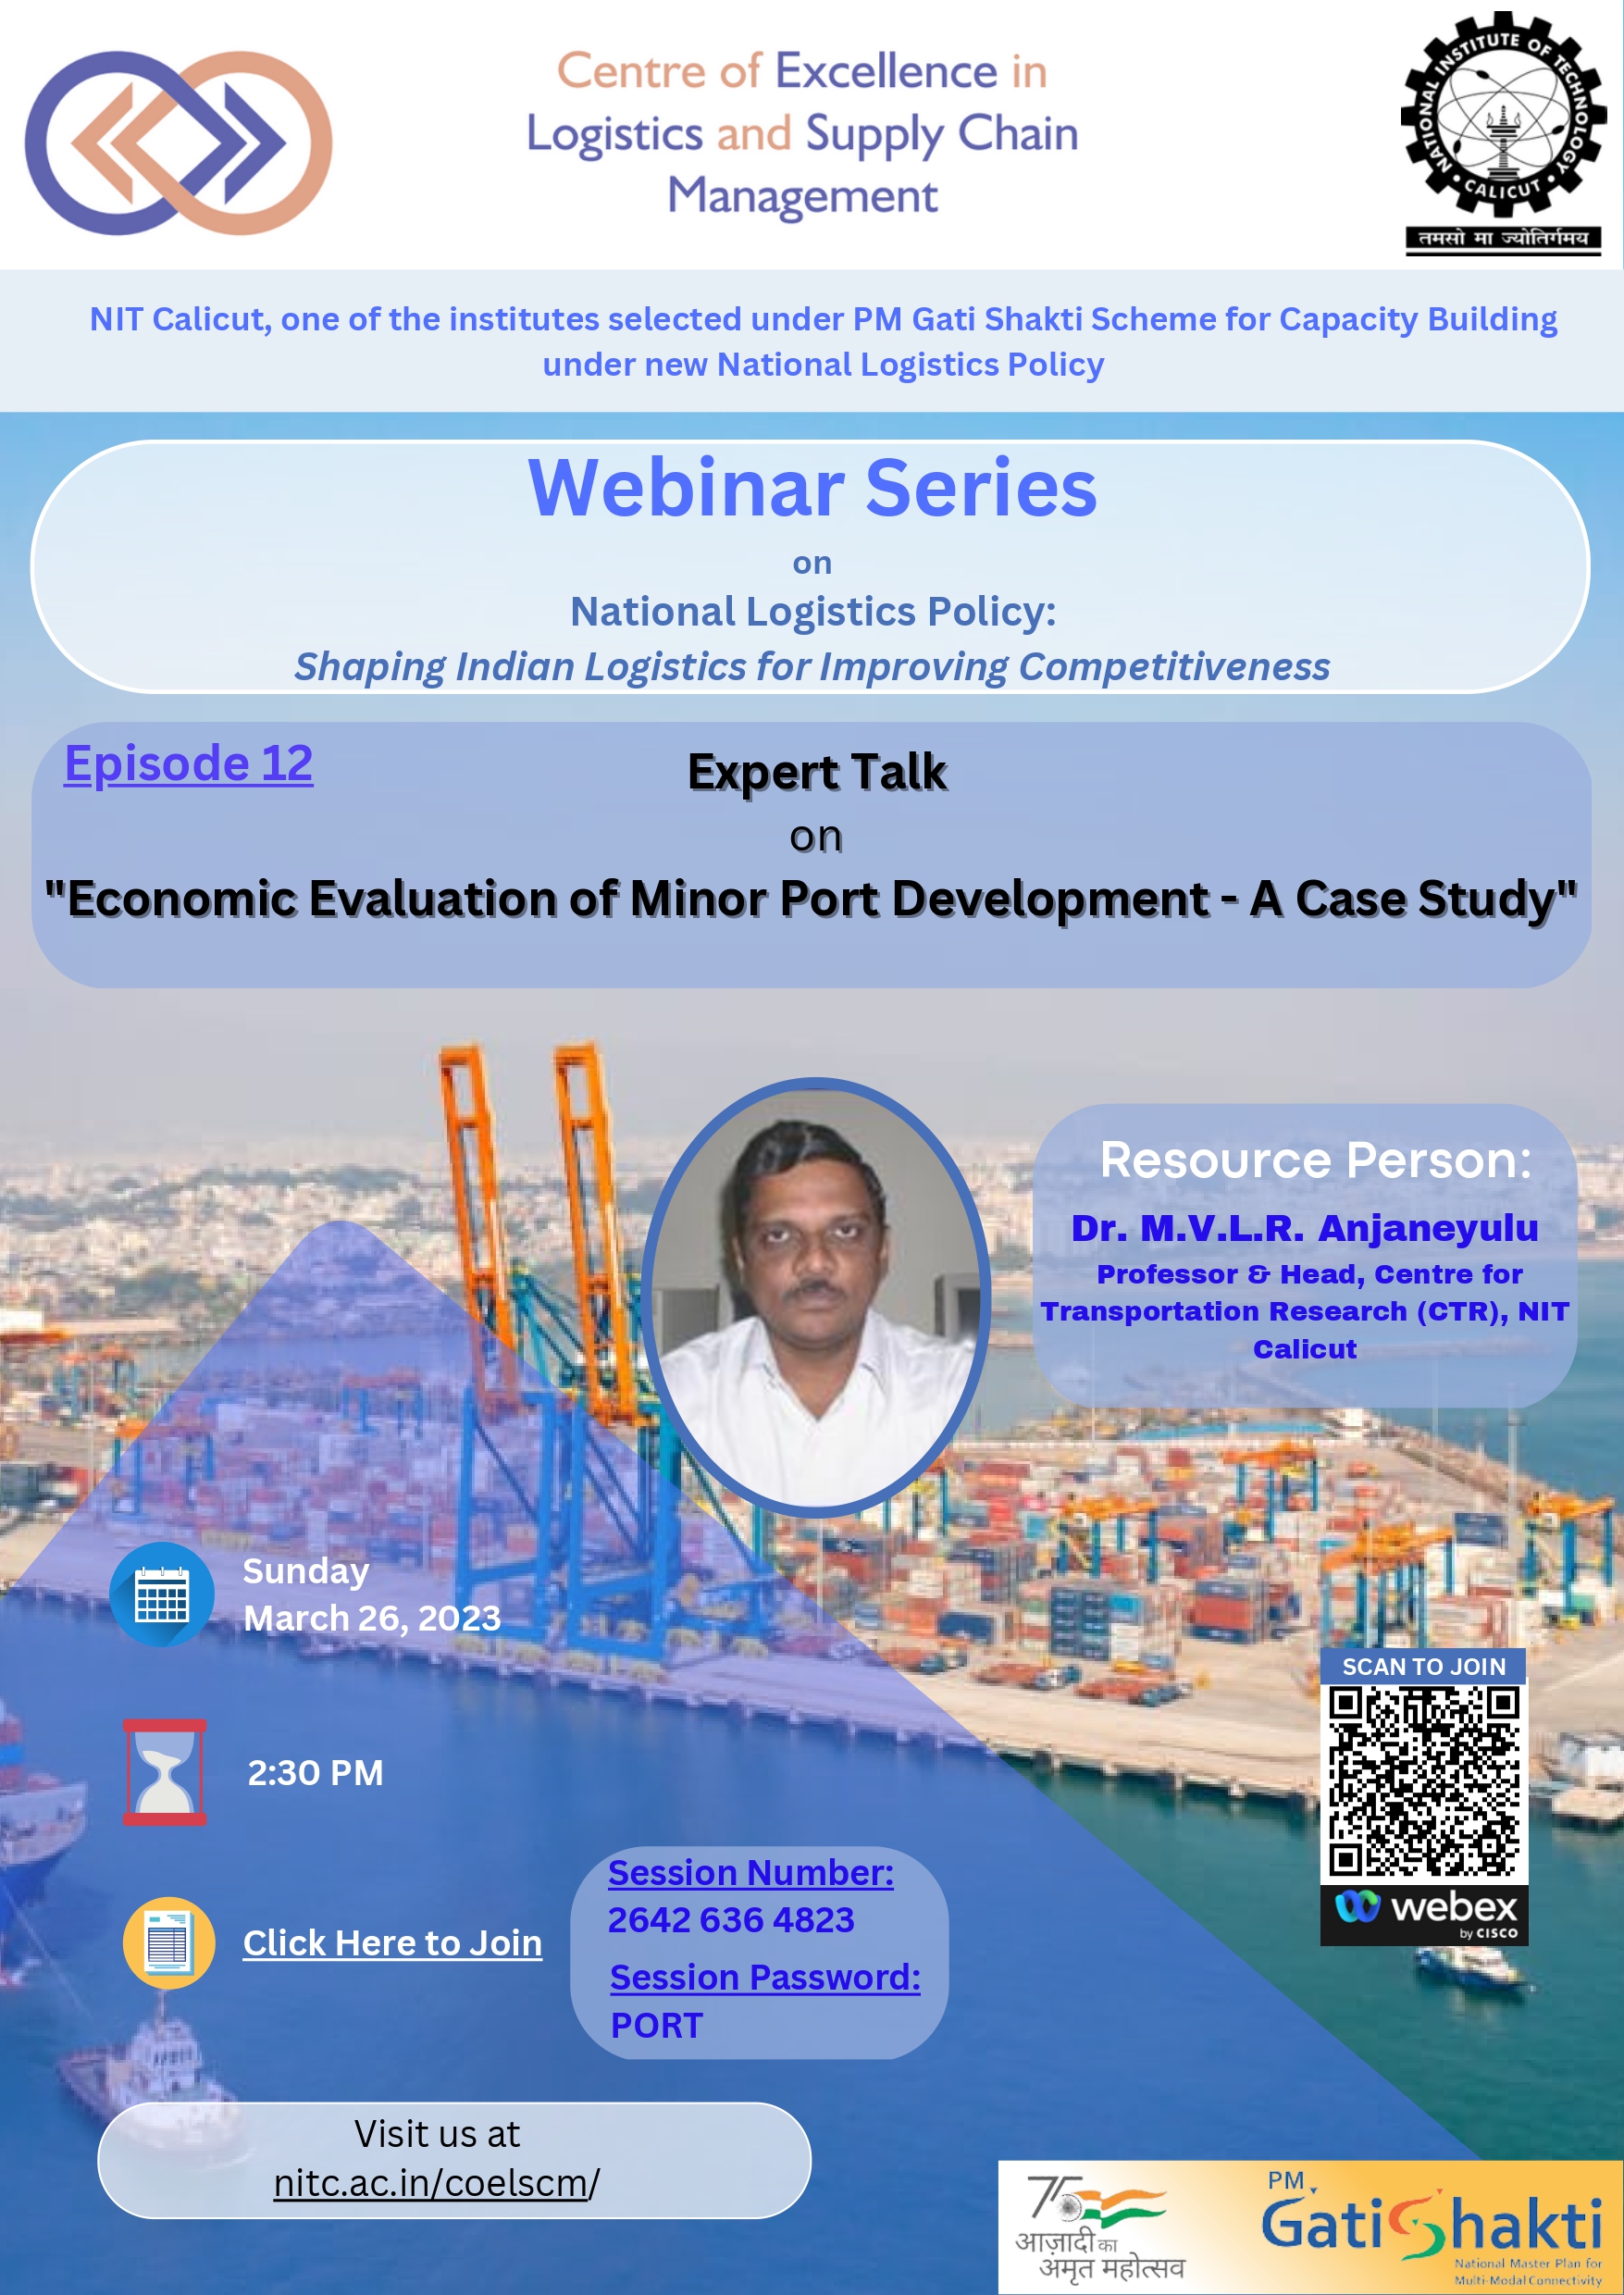 Centre of Excellence in
Logistics and Supply Chain
Management
NATIONAL INSTITUTE OF TECHNOLOGY
• CALICUT •
तमसो मा ज्योतिर्गमय
NIT Calicut, one of the institutes selected under PM Gati Shakti Scheme for Capacity Building
under new National Logistics Policy
Webinar Series
on
National Logistics Policy:
Shaping Indian Logistics for Improving Competitiveness
Episode 12
Expert Talk
on
"Economic Evaluation of Minor Port Development - A Case Study"
Resource Person:
Dr. M.V.L.R. Anjaneyulu
Professor & Head, Centre for
Transportation Research (CTR), NIT
Calicut
Sunday
March 26, 2023
2:30 PM
Click Here to Join
Session Number:
2642 636 4823
Session Password:
PORT
SCAN TO JOIN
webex
by CISCO
Visit us at
nitc.ac.in/coelscm/
75
आज़ादी का
अमृत महोत्सव
PM
GatiShakti
National Master Plan for
Multi-Modal Connectivity